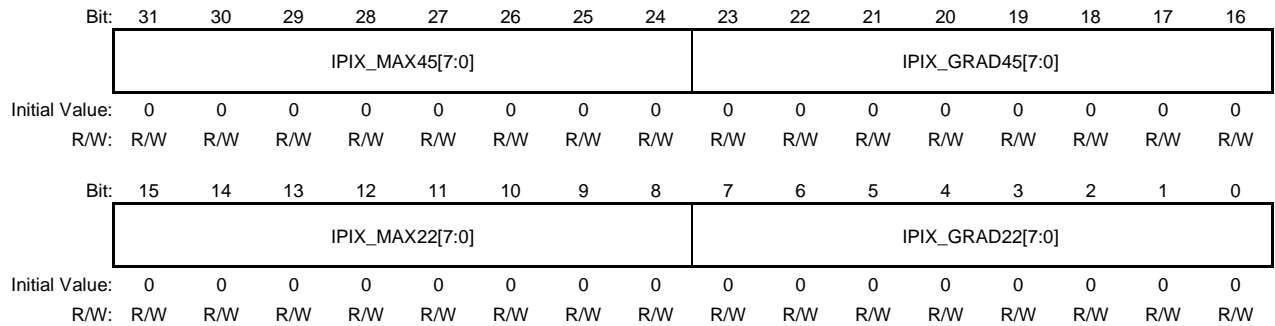 Bit: 31 30 29 28 27 26 25 24 23 22 21 20 19 18 17 16
IPIX_MAX45[7:0] IPIX_GRAD45[7:0]
Initial Value: 0 0 0 0 0 0 0 0 0 0 0 0 0 0 0 0
R/W: R/W R/W R/W R/W R/W R/W R/W R/W R/W R/W R/W R/W R/W R/W R/W R/W
Bit: 15 14 13 12 11 10 9 8 7 6 5 4 3 2 1 0
IPIX_MAX22[7:0] IPIX_GRAD22[7:0]
Initial Value: 0 0 0 0 0 0 0 0 0 0 0 0 0 0 0 0
R/W: R/W R/W R/W R/W R/W R/W R/W R/W R/W R/W R/W R/W R/W R/W R/W R/W